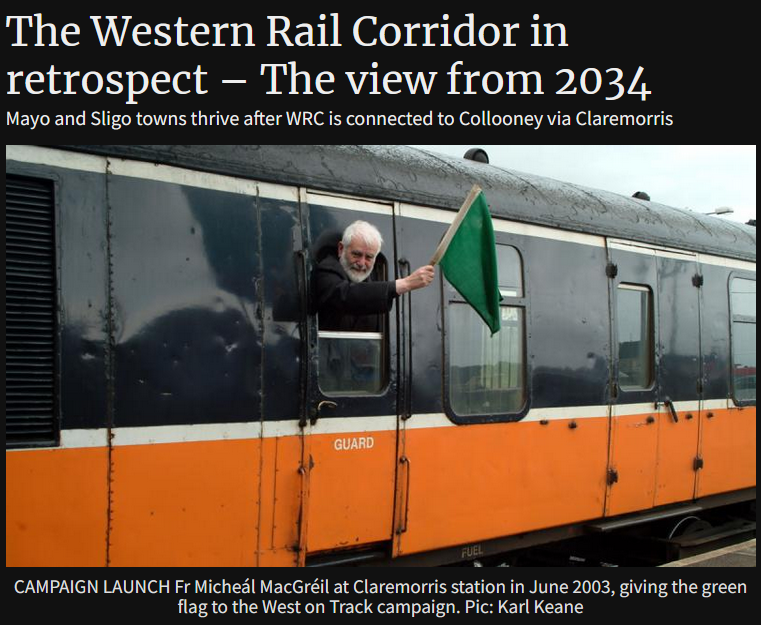 The Western Rail Corridor in
retrospect – The view from 2034
Mayo and Sligo towns thrive after WRC is connected to Collooney via Claremorris
GUARD
FUEL
CAMPAIGN LAUNCH Fr Micheál MacGréil at Claremorris station in June 2003, giving the green
flag to the West on Track campaign. Pic: Karl Keane